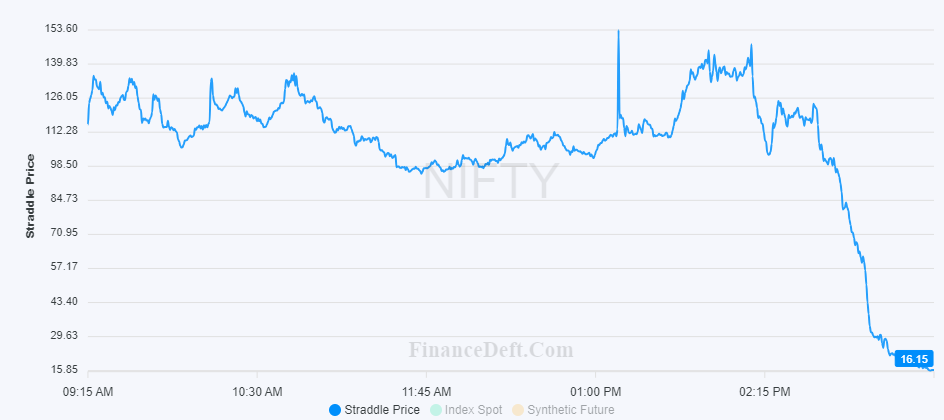 153.60
139.83
126.05
112.28
98.50
84.73
70.95
57.17
43.40
29.63
15.85
Straddle Price
NIFTY
FinanceDeft.Com
16.15
09:15 AM 10:30 AM 11:45 AM 01:00 PM 02:15 PM
Straddle Price Index Spot Synthetic Future